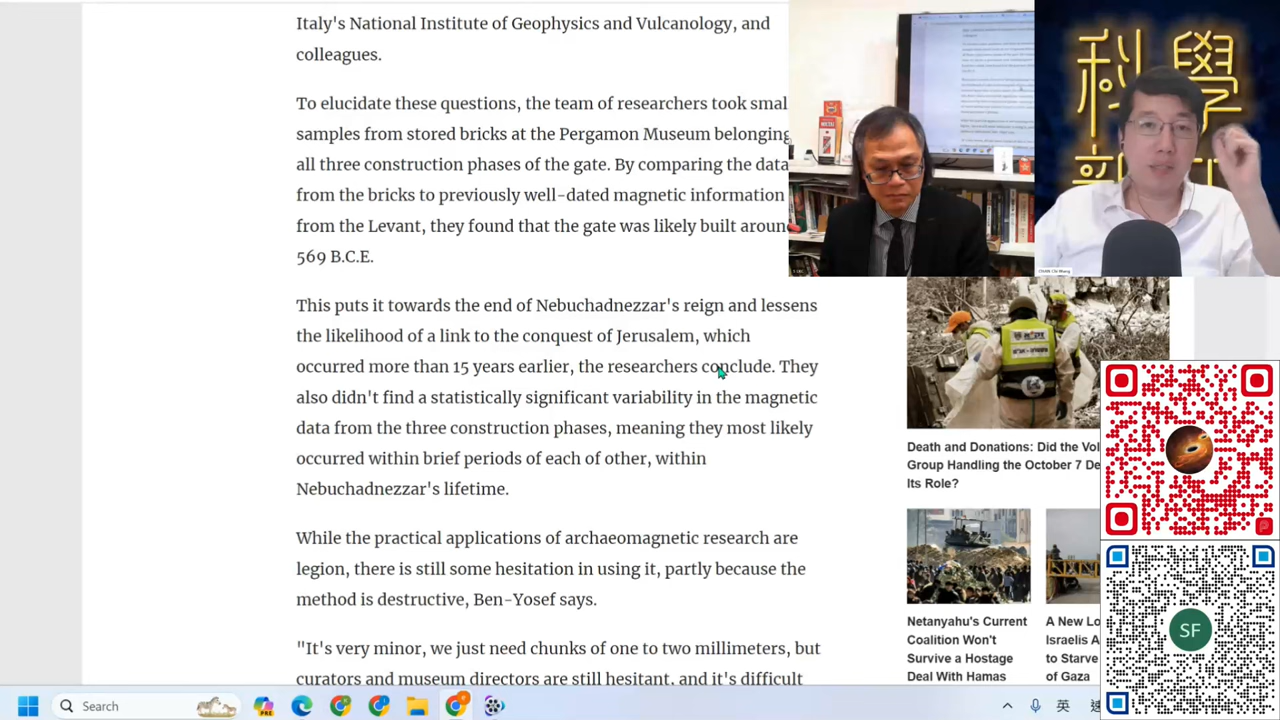 Italy's National Institute of Geophysics and Vulcanology, and
colleagues.
To elucidate these questions, the team of researchers took small
from stored bricks at the Pergamon Museum belonging
three construction phases of the gate. By comparing the data
from the bricks to previously well-dated magnetic information
from the Levant, they found that the gate was likely built around
569 B.C.E.
This puts it towards the end of Nebuchadnezzar's reign and lessens
the likelihood of a link to the conquest of Jerusalem, which
occurred more than 15 years earlier, the researchers conclude. They
also didn't find a statistically significant variability in the magnetic
data from the three construction phases, meaning they most likely
occurred within brief periods of each of other, within
Nebuchadnezzar's lifetime.
While the practical applications of archaeomagnetic research are
legion, there is still some hesitation in using it, partly because the
method is destructive, Ben-Yosef says.
"It's very minor, we just need chunks of one to two millimeters, but
curators and museum directors are still hesitant, and it's difficult
科學
Death and Donations: Did the Vol
Group Handling the October 7 De
Its Role?
Netanyahu's Current
Coalition Won't
Survive a Hostage
Deal With Hamas
A New Lo
Israelis A
to Starve
of Gaza
SF
Search
PRE
英
速